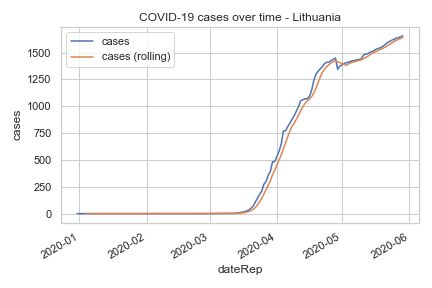 COVID-19 cases over time - Lithuania
cases
cases (rolling)
1500
1250
1000
750
500
250
0
cases
2020-01
2020-02
2020-03
2020-04
2020-05
2020-06
dateRep